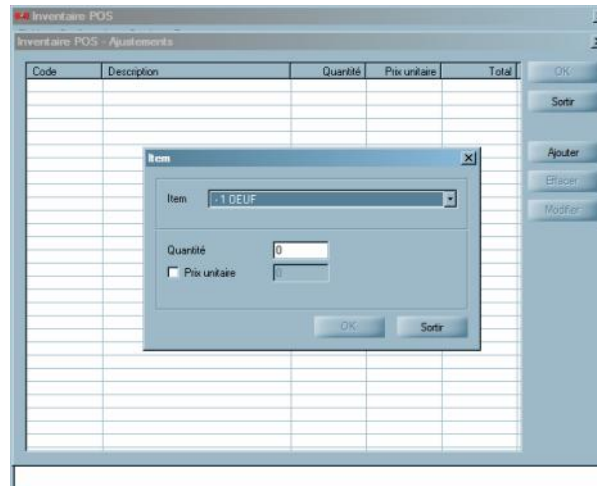 Inventaire POS
Inventaire POS - Ajustements
Code Description Quantité Prix unitaire Total
OK
Sortir
Ajouter
Effacer
Modifier
Item
Item - 1 OEUF
Quantité 0
Prix unitaire 0
OK Sortir